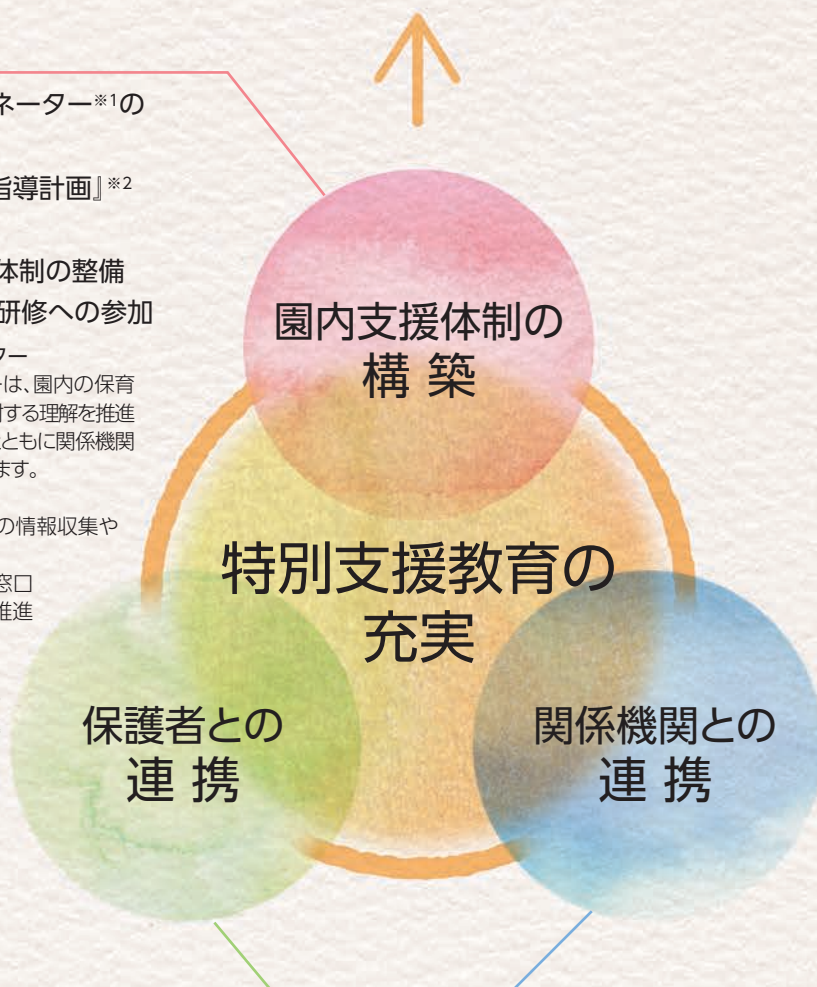 ネーター※1の
指導計画』※2
体制の整備
研修への参加
ター
は、園内の保育
する理解を推進
ともに関係機関
ます。
の情報収集や
窓口
推進
園内支援体制の
構 築
特別支援教育の
充実
保護者との
連 携
関係機関との
連 携